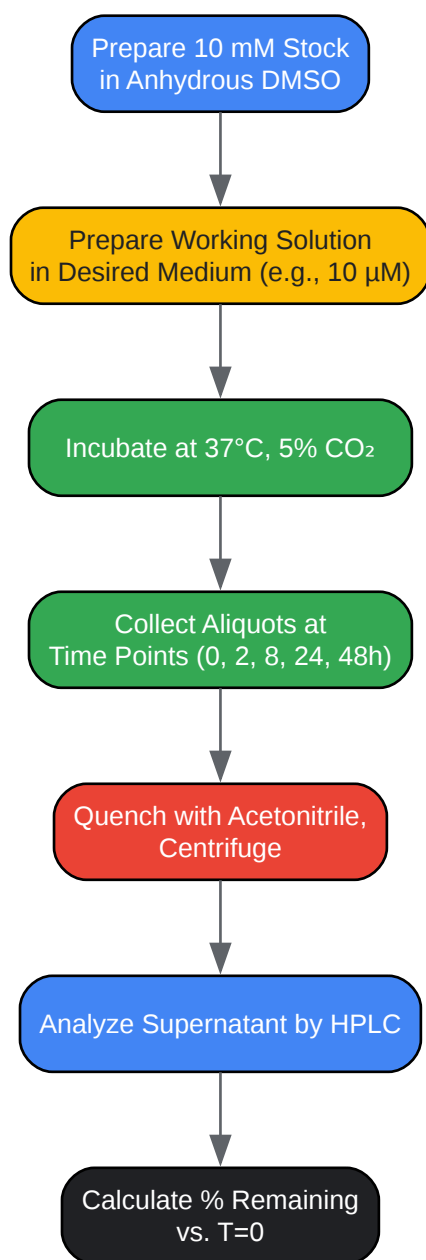 Prepare 10 mM Stock
in Anhydrous DMSO
Prepare Working Solution
in Desired Medium (e.g., 10 µM)
Incubate at 37°C, 5% CO₂
Collect Aliquots at
Time Points (0, 2, 8, 24, 48h)
Quench with Acetonitrile,
Centrifuge
Analyze Supernatant by HPLC
Calculate % Remaining
vs. T=0